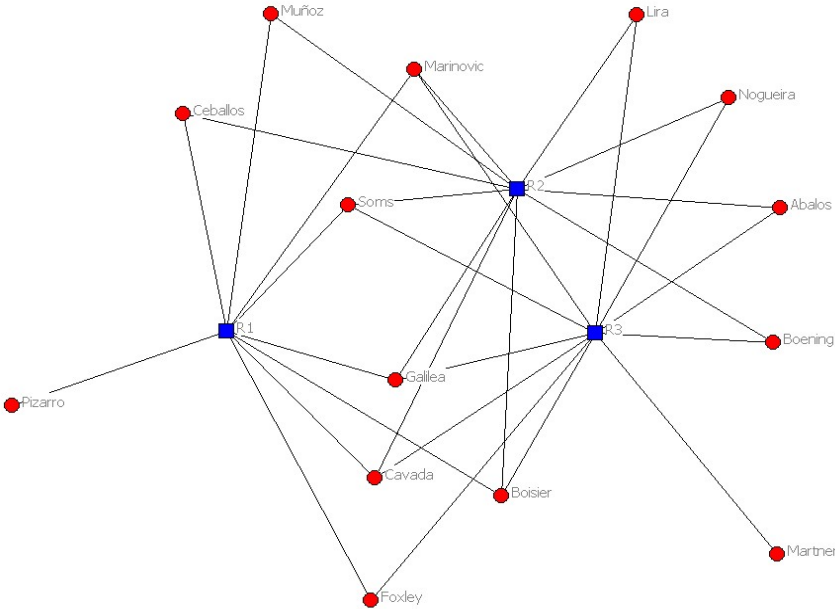 Muñoz
Lira
Marinovic
Nogueira
Ceballos
R2
Soms
Abalos
R1
R3
Boening
Galilea
Pizarro
Cavada
Boisier
Martner
Foxley